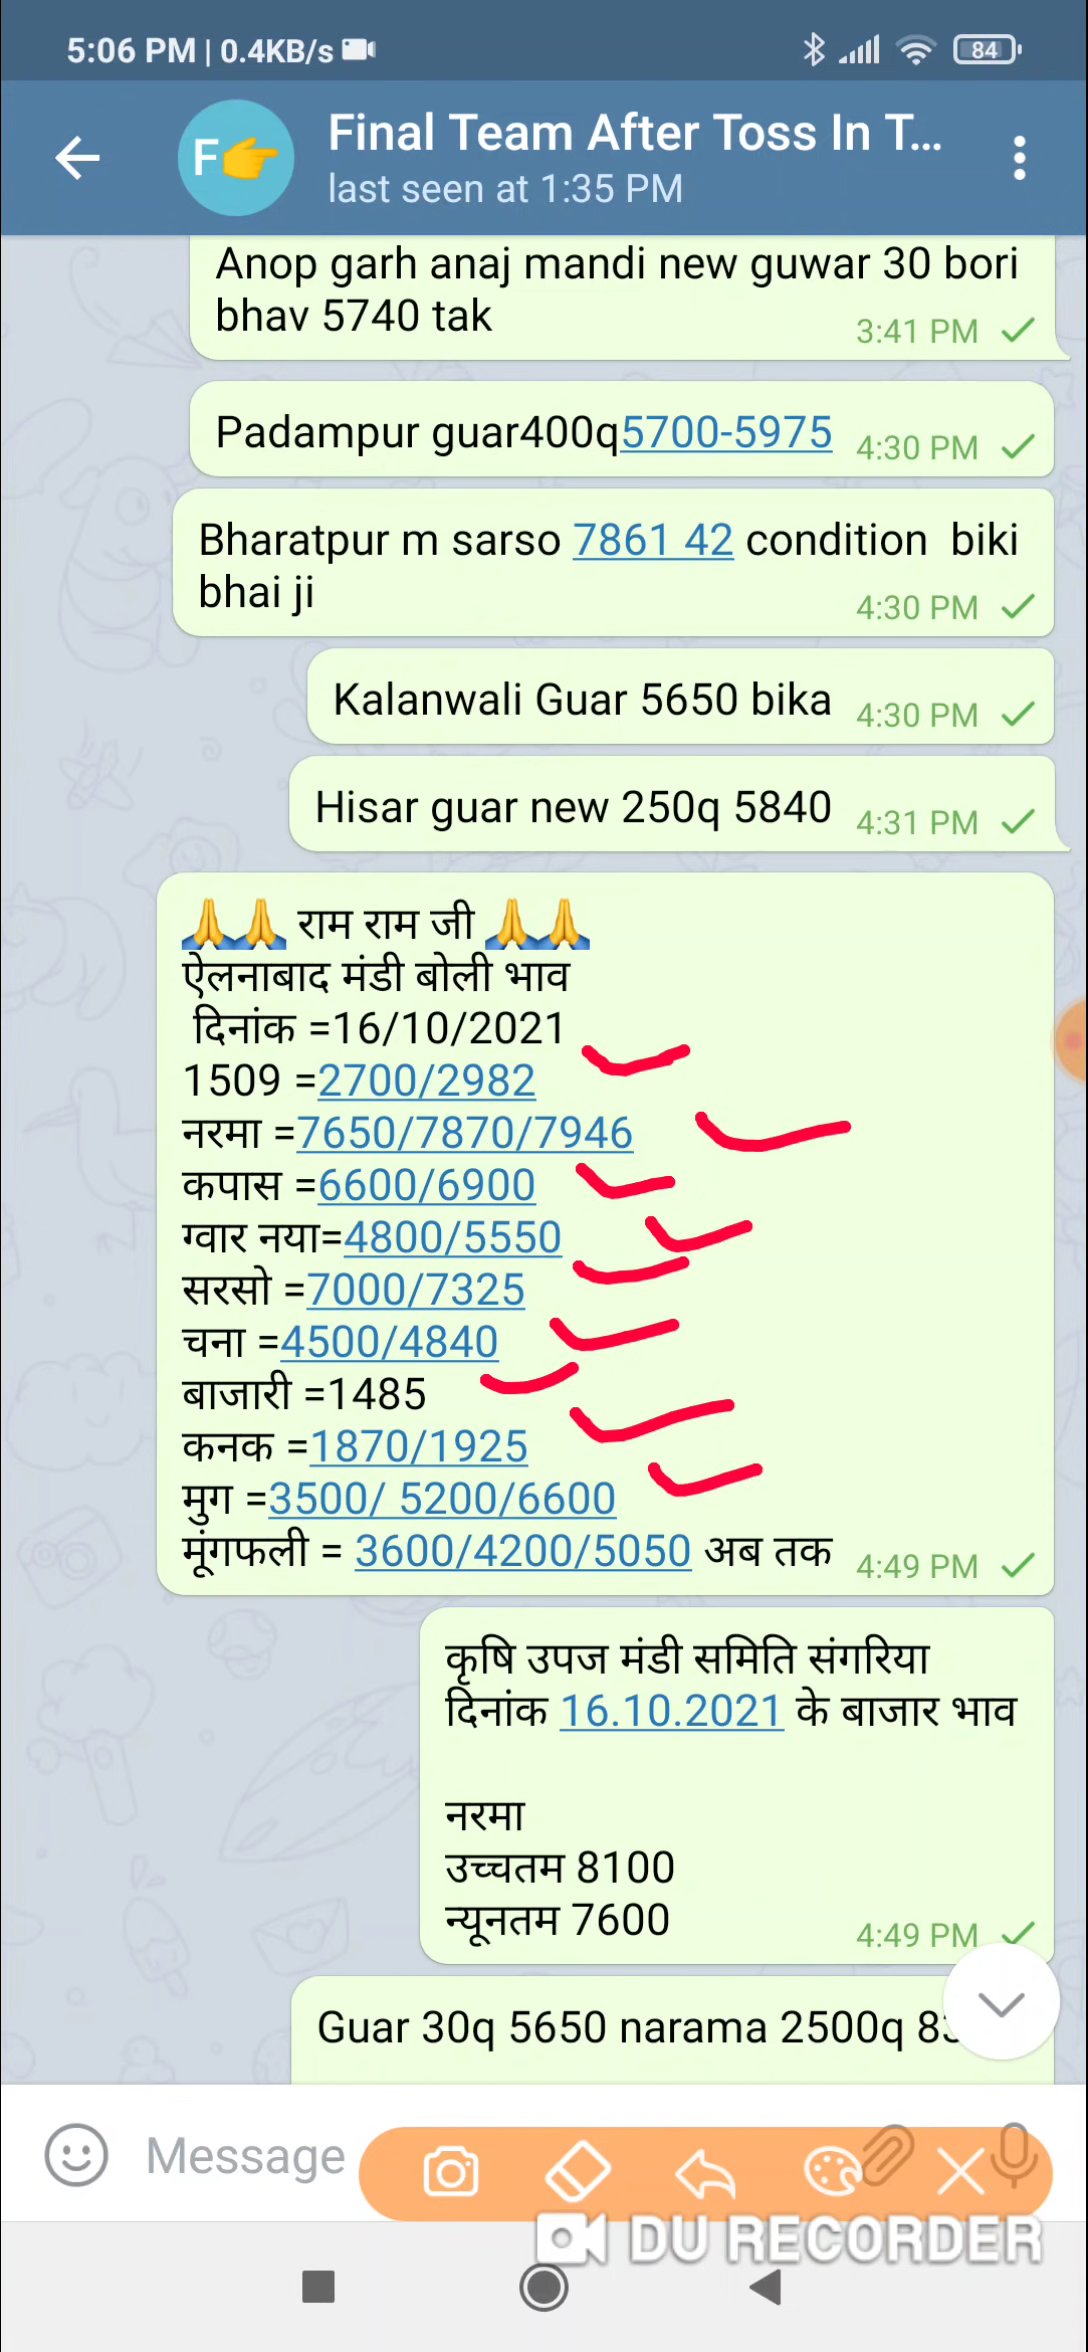 5:06 PM | 0.4KB/s
84
F👉
Final Team After Toss In T...
last seen at 1:35 PM
Anop garh anaj mandi new guwar 30 bori
bhav 5740 tak
3:41 PM
Padampur guar400q5700-5975 4:30 PM
Bharatpur m sarso 7861 42 condition biki
bhai ji
4:30 PM
Kalanwali Guar 5650 bika 4:30 PM
Hisar guar new 250q 5840 4:31 PM
🙏🙏 राम राम जी 🙏🙏
ऐलनाबाद मंडी बोली भाव
दिनांक =16/10/2021
1509 =2700/2982
नरमा =7650/7870/7946
कपास =6600/6900
ग्वार नया=4800/5550
सरसो =7000/7325
चना =4500/4840
बाजारी =1485
कनक =1870/1925
मुग =3500/ 5200/6600
मूंगफली = 3600/4200/5050 अब तक 4:49 PM
कृषि उपज मंडी समिति संगरिया
दिनांक 16.10.2021 के बाजार भाव
नरमा
उच्चतम 8100
न्यूनतम 7600
4:49 PM
Guar 30q 5650 narama 2500q
Message
DU RECORDER